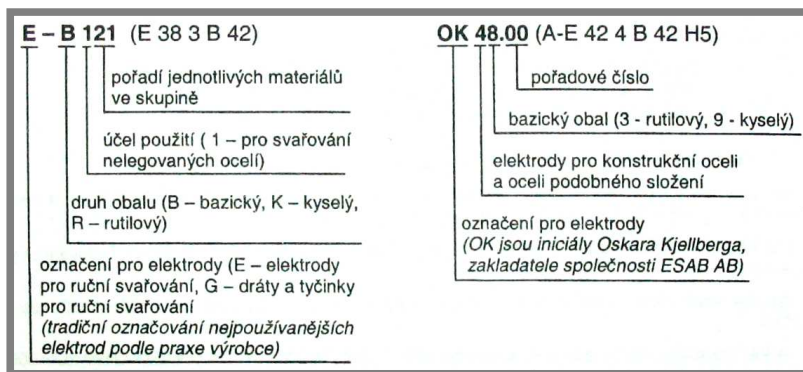 E – B 121 (E 38 3 B 42)
pořadí jednotlivých materiálů
ve skupině
účel použití ( 1 – pro svařování
nelegovaných ocelí)
druh obalu (B – bazický, K – kyselý,
R – rutilový)
označení pro elektrody (E – elektrody
pro ruční svařování, G – dráty a tyčinky
pro ruční svařování
(tradiční označování nejpoužívanějších
elektrod podle praxe výrobce)
OK 48.00 (A-E 42 4 B 42 H5)
pořadové číslo
bazický obal (3 - rutilový, 9 - kyselý)
elektrody pro konstrukční oceli
a oceli podobného složení
označení pro elektrody
(OK jsou iniciály Oskara Kjellberga,
zakladatele společnosti ESAB AB)